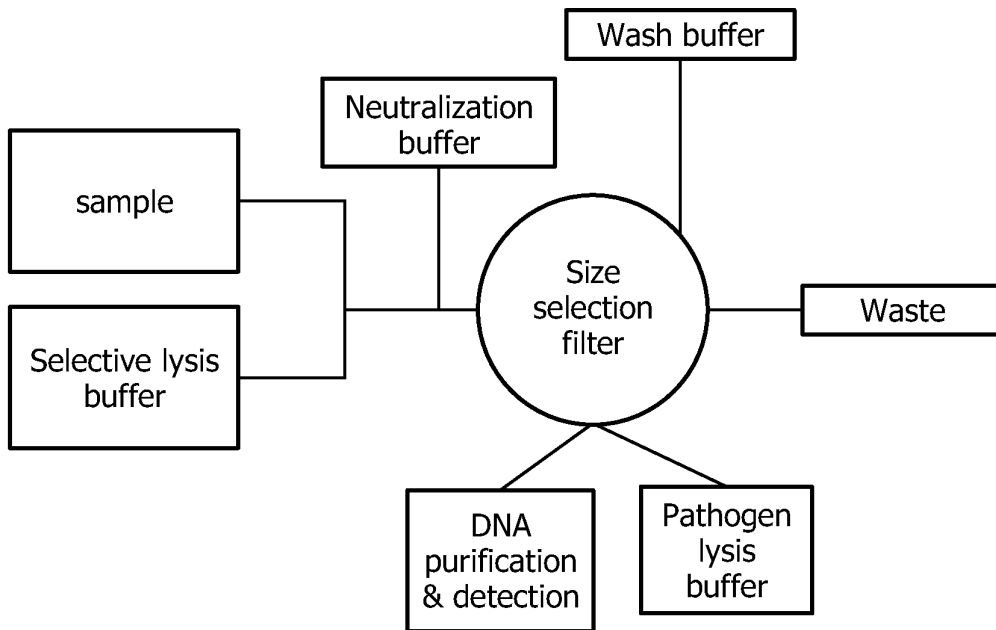 Wash buffer
Neutralization
buffer
sample
Size
selection
filter
Waste
Selective lysis
buffer
DNA
purification
& detection
Pathogen
lysis
buffer